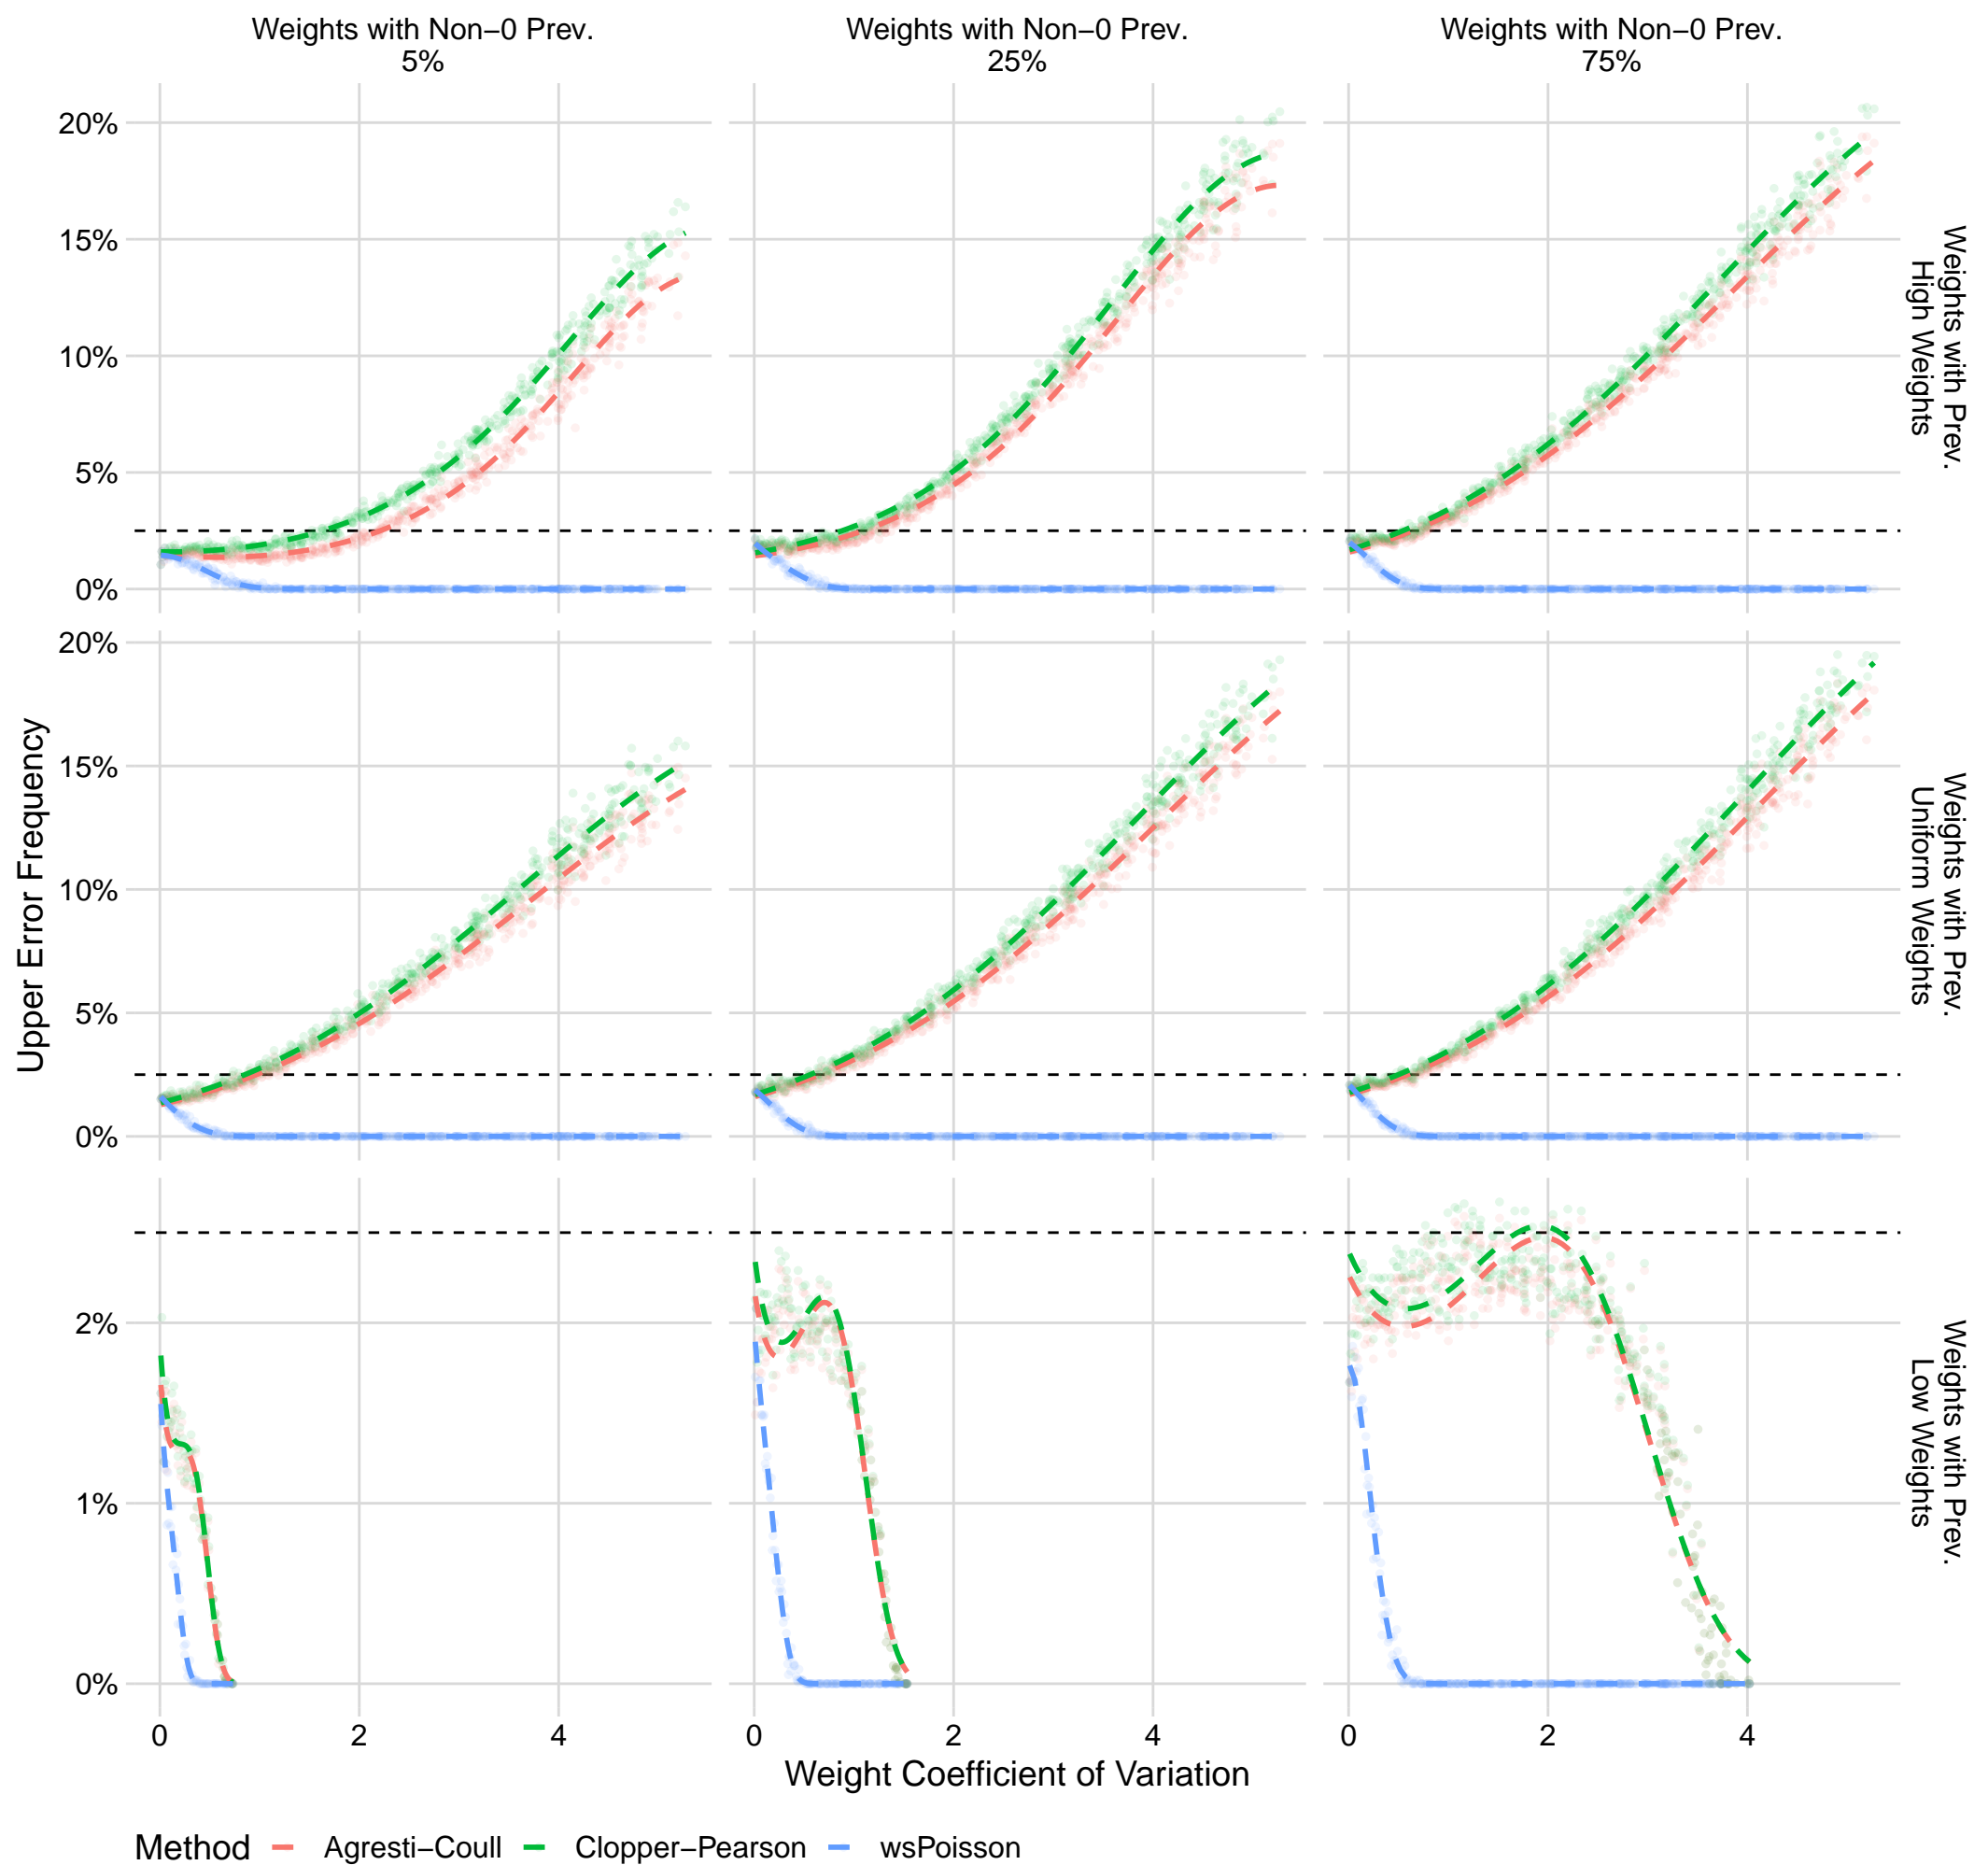 Weights with Non−0 Prev.
5%
Weights with Non−0 Prev.
25%
Weights with Non−0 Prev.
75%
20%
15%
10%
5%
0%
Weights with Prev.
High Weights
20%
15%
10%
5%
0%
Weights with Prev.
Uniform Weights
2%
1%
0%
Weights with Prev.
Low Weights
Upper Error Frequency
0 2 4
0 2 4
0 2 4
Weight Coefficient of Variation
Method Agresti−Coull Clopper−Pearson wsPoisson